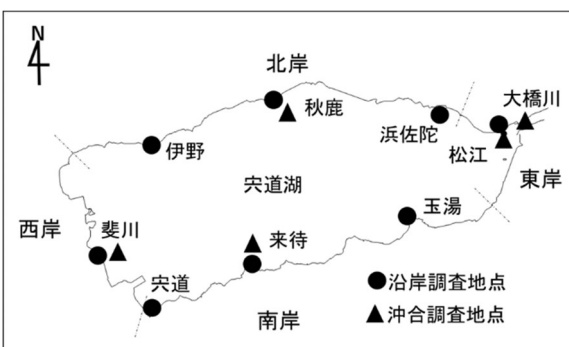 N
北岸
大橋川
秋鹿
浜佐陀
伊野
松江
宍道湖
東岸
玉湯
西岸
斐川
来待
宍道
●沿岸調査地点
▲沖合調査地点
南岸